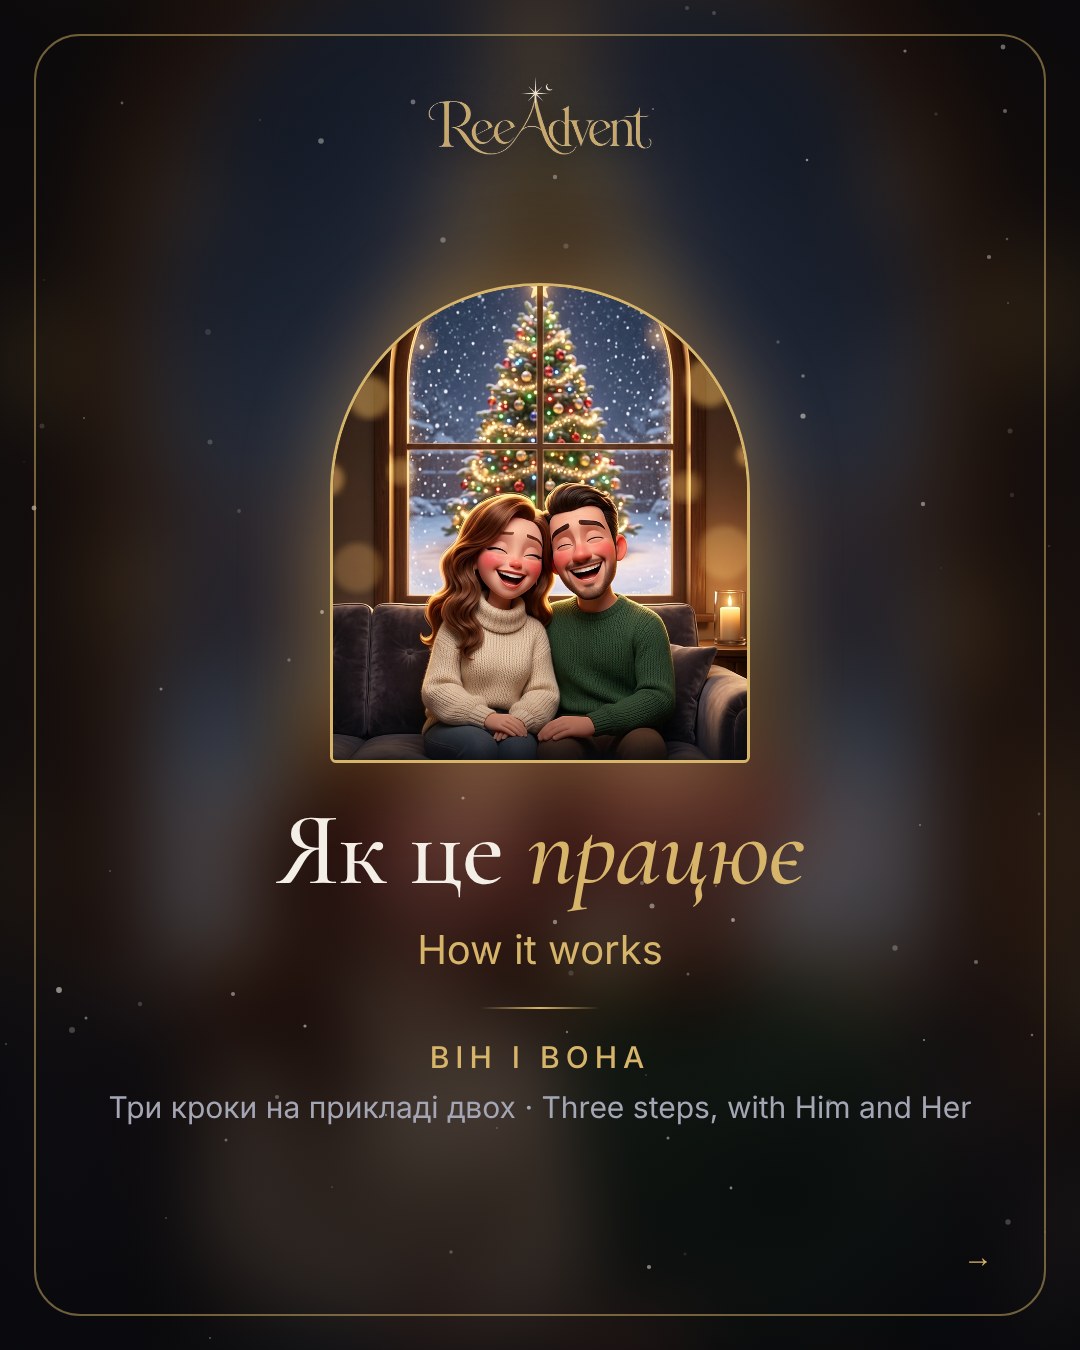 ReeAdvent
Як це працює
How it works
ВІН І ВОНА
Три кроки на прикладі двох · Three steps, with Him and Her
→